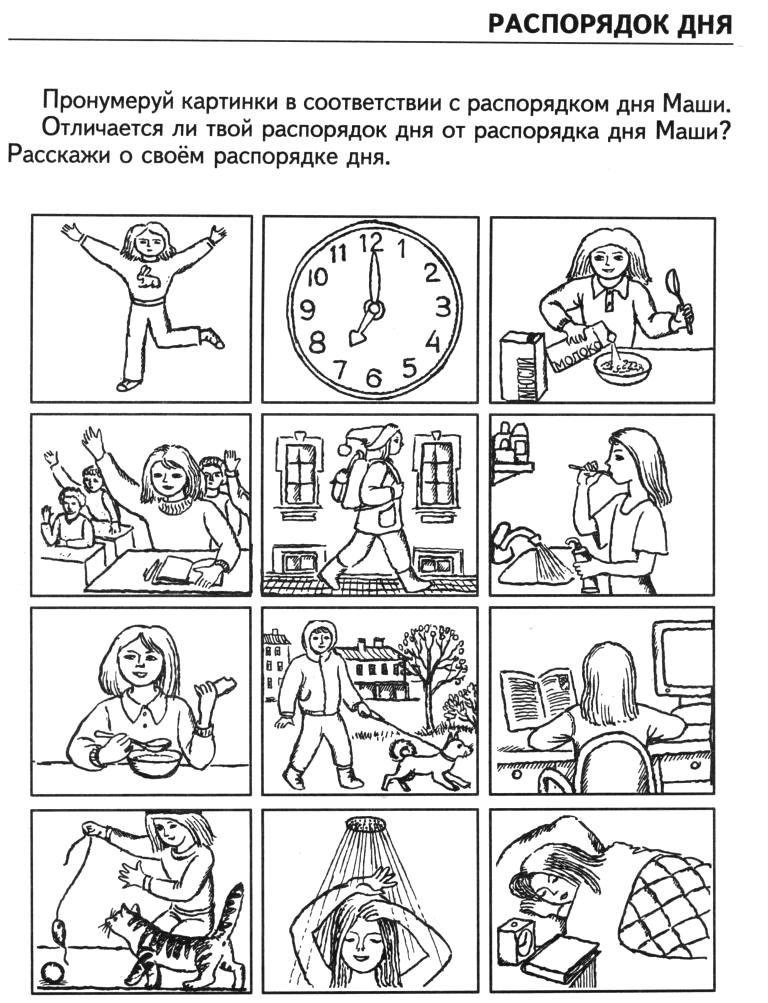 РАСПОРЯДОК ДНЯ
Пронумеруй картинки в соответствии с распорядком дня Маши.
Отличается ли твой распорядок дня от распорядка дня Маши?
Расскажи о своём распорядке дня.
12
11 1
10 2
9 3
8 4
7 5
6
МЮСЛИ
МОЛОКО